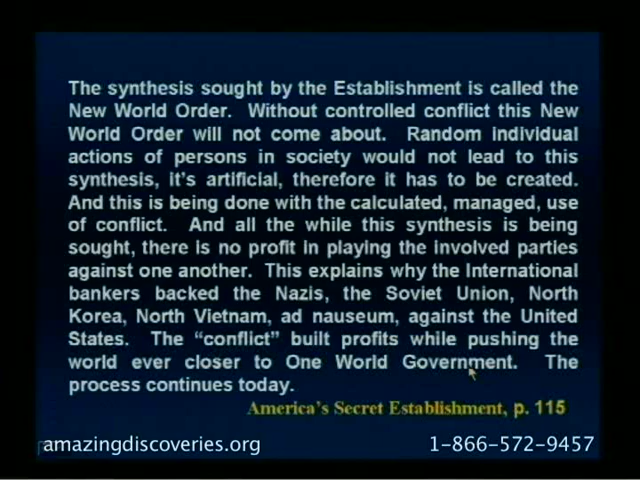 The synthesis sought by the Establishment is called the
New World Order. Without controlled conflict this New
World Order will not come about. Random individual
actions of persons in society would not lead to this
synthesis, it's artificial, therefore it has to be created.
And this is being done with the calculated, managed, use
of conflict. And all the while this synthesis is being
sought, there is no profit in playing the involved parties
against one another. This explains why the International
bankers backed the Nazis, the Soviet Union, North
Korea, North Vietnam, ad nauseum, against the United
States. The “conflict” built profits while pushing the
world ever closer to One World Government. The
process continues today.
America's Secret Establishment, p. 115
amazingdiscoveries.org 1-866-572-9457